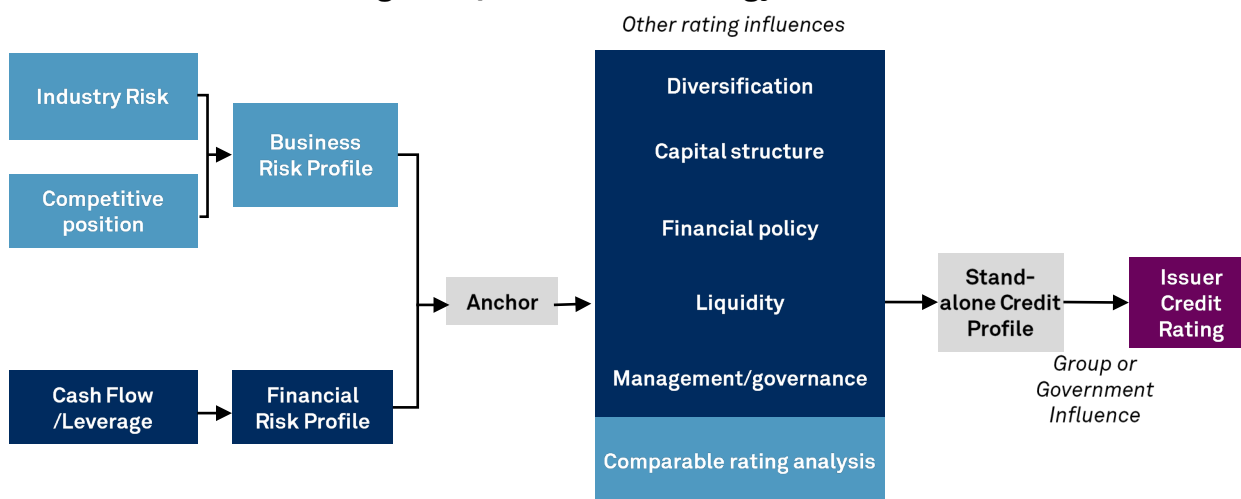 Other rating influences
Industry Risk
Competitive
position
Business
Risk Profile
Cash Flow
/Leverage
Financial
Risk Profile
Anchor
Diversification
Capital structure
Financial policy
Liquidity
Management/governance
Comparable rating analysis
Stand-
alone Credit
Profile
Issuer
Credit
Rating
Group or
Government
Influence